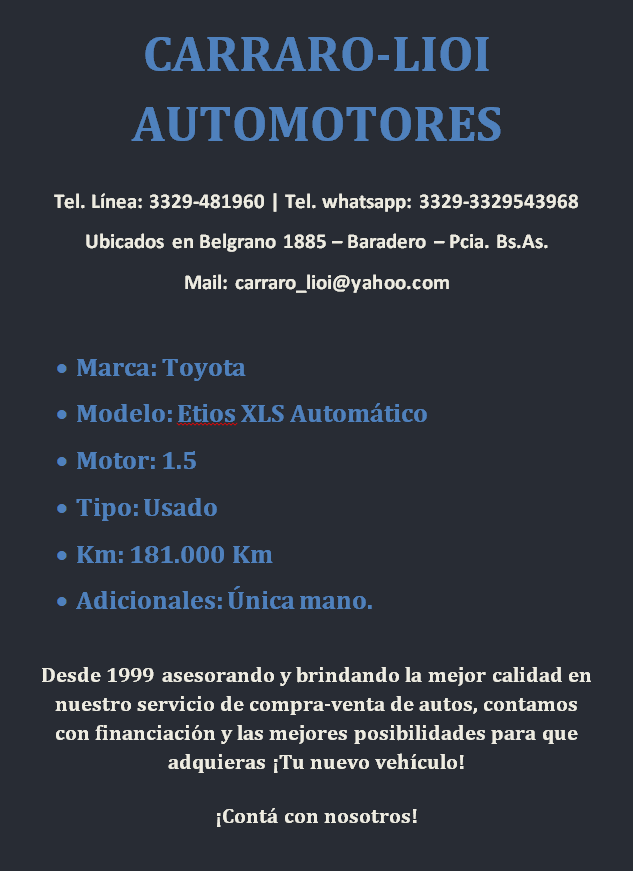 CARRARO-LIOI
AUTOMOTORES
Tel. Línea: 3329-481960 | Tel. whatsapp: 3329-3329543968
Ubicados en Belgrano 1885 – Baradero – Pcia. Bs.As.
Mail: carraro_lioi@yahoo.com
• Marca: Toyota
• Modelo: Etios XLS Automático
• Motor: 1.5
• Tipo: Usado
• Km: 181.000 Km
• Adicionales: Única mano.
Desde 1999 asesorando y brindando la mejor calidad en
nuestro servicio de compra-venta de autos, contamos
con financiación y las mejores posibilidades para que
adquieras ¡Tu nuevo vehículo!
¡Contá con nosotros!